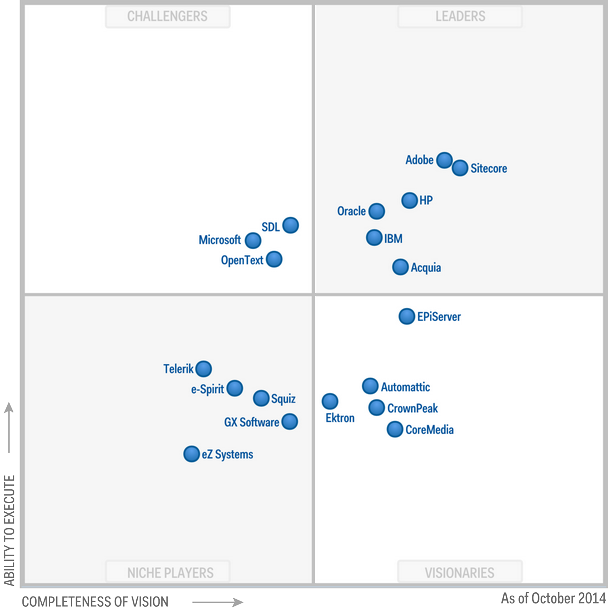 CHALLENGERS
LEADERS
Adobe
Sitecore
HP
Oracle
SDL
Microsoft
IBM
OpenText
Acquia
EPiServer
Telerik
e-Spirit
Automattic
Squiz
CrownPeak
Ektron
GX Software
CoreMedia
eZ Systems
ABILITY TO EXECUTE
NICHE PLAYERS
VISIONARIES
COMPLETENESS OF VISION
As of October 2014